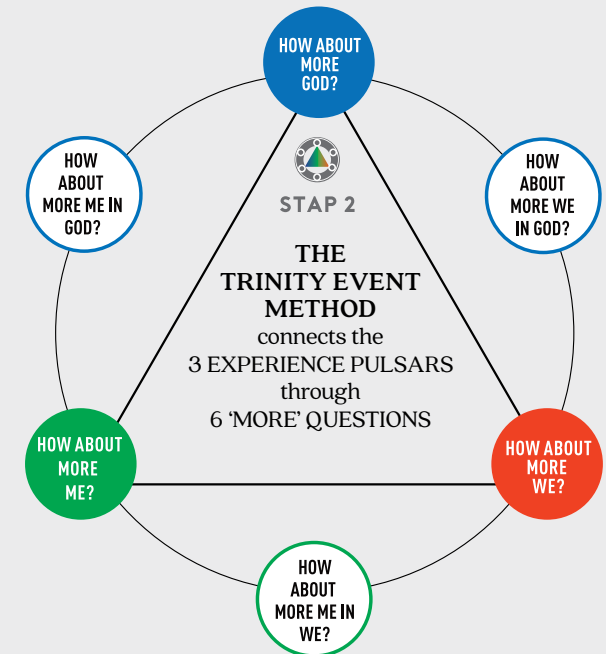 HOW ABOUT
MORE
GOD?
HOW
ABOUT
MORE ME IN
GOD?
HOW
ABOUT
MORE WE
IN GOD?
STAP 2
THE
TRINITY EVENT
METHOD
connects the
3 EXPERIENCE PULSARS
through
6 ‘MORE’ QUESTIONS
HOW ABOUT
MORE
ME?
HOW ABOUT
MORE
WE?
HOW
ABOUT
MORE ME IN
WE?